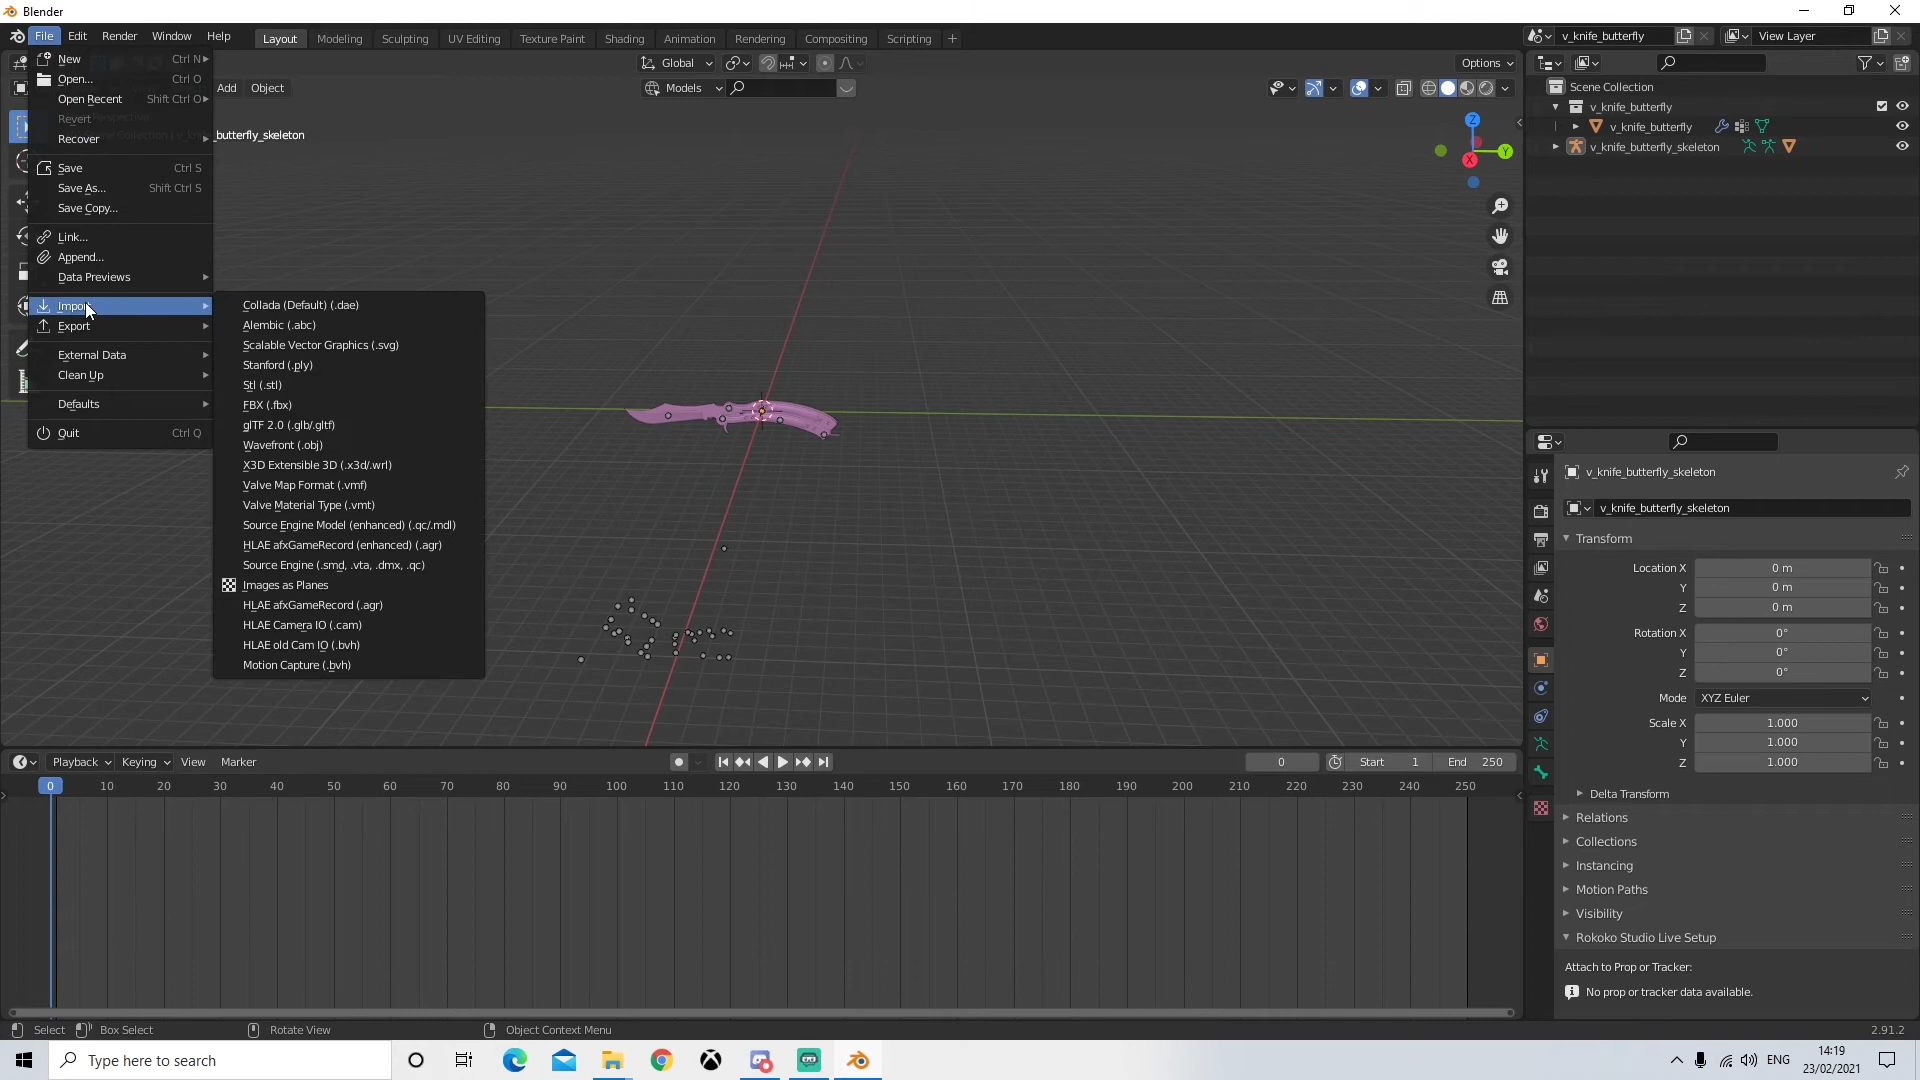 Blender
File Edit Render Window Help Layout Modeling Sculpting UV Editing Texture Paint Shading Animation Rendering Compositing Scripting v_knife_butterfly View Layer
New Ctrl N
Open... Ctrl O
Open Recent Shift Ctrl O
Revert
Recover
Save Ctrl S
Save As... Shift Ctrl S
Save Copy...
Link...
Append...
Data Previews
Import
Export
External Data
Clean Up
Defaults
Quit Ctrl Q
Global Options
Add Object Models
butterfly_skeleton
Collada (Default) (.dae)
Alembic (.abc)
Scalable Vector Graphics (.svg)
Stanford (.ply)
Stl (.stl)
FBX (.fbx)
glTF 2.0 (.glb/.gltf)
Wavefront (.obj)
X3D Extensible 3D (.x3d/.wrl)
Valve Map Format (.vmf)
Valve Material Type (.vmt)
Source Engine Model (enhanced) (.qc/.mdl)
HLAE afxGameRecord (enhanced) (.agr)
Source Engine (.smd, .vta, .dmx, .qc)
Images as Planes
HLAE afxGameRecord (.agr)
HLAE Camera IO (.cam)
HLAE old Cam IO (.bvh)
Motion Capture (.bvh)
Z
Y
X
Scene Collection
v_knife_butterfly
v_knife_butterfly
v_knife_butterfly_skeleton
v_knife_butterfly_skeleton
v_knife_butterfly_skeleton
Transform
Location X 0 m
Y 0 m
Z 0 m
Rotation X 0°
Y 0°
Z 0°
Mode XYZ Euler
Scale X 1.000
Y 1.000
Z 1.000
Delta Transform
Relations
Collections
Instancing
Motion Paths
Visibility
Rokoko Studio Live Setup
Attach to Prop or Tracker:
No prop or tracker data available.
Playback Keying View Marker 0 Start 1 End 250
0 10 20 30 40 50 60 70 80 90 100 110 120 130 140 150 160 170 180 190 200 210 220 230 240 250
Select Box Select Rotate View Object Context Menu 2.91.2
Type here to search ENG 14:19
23/02/2021